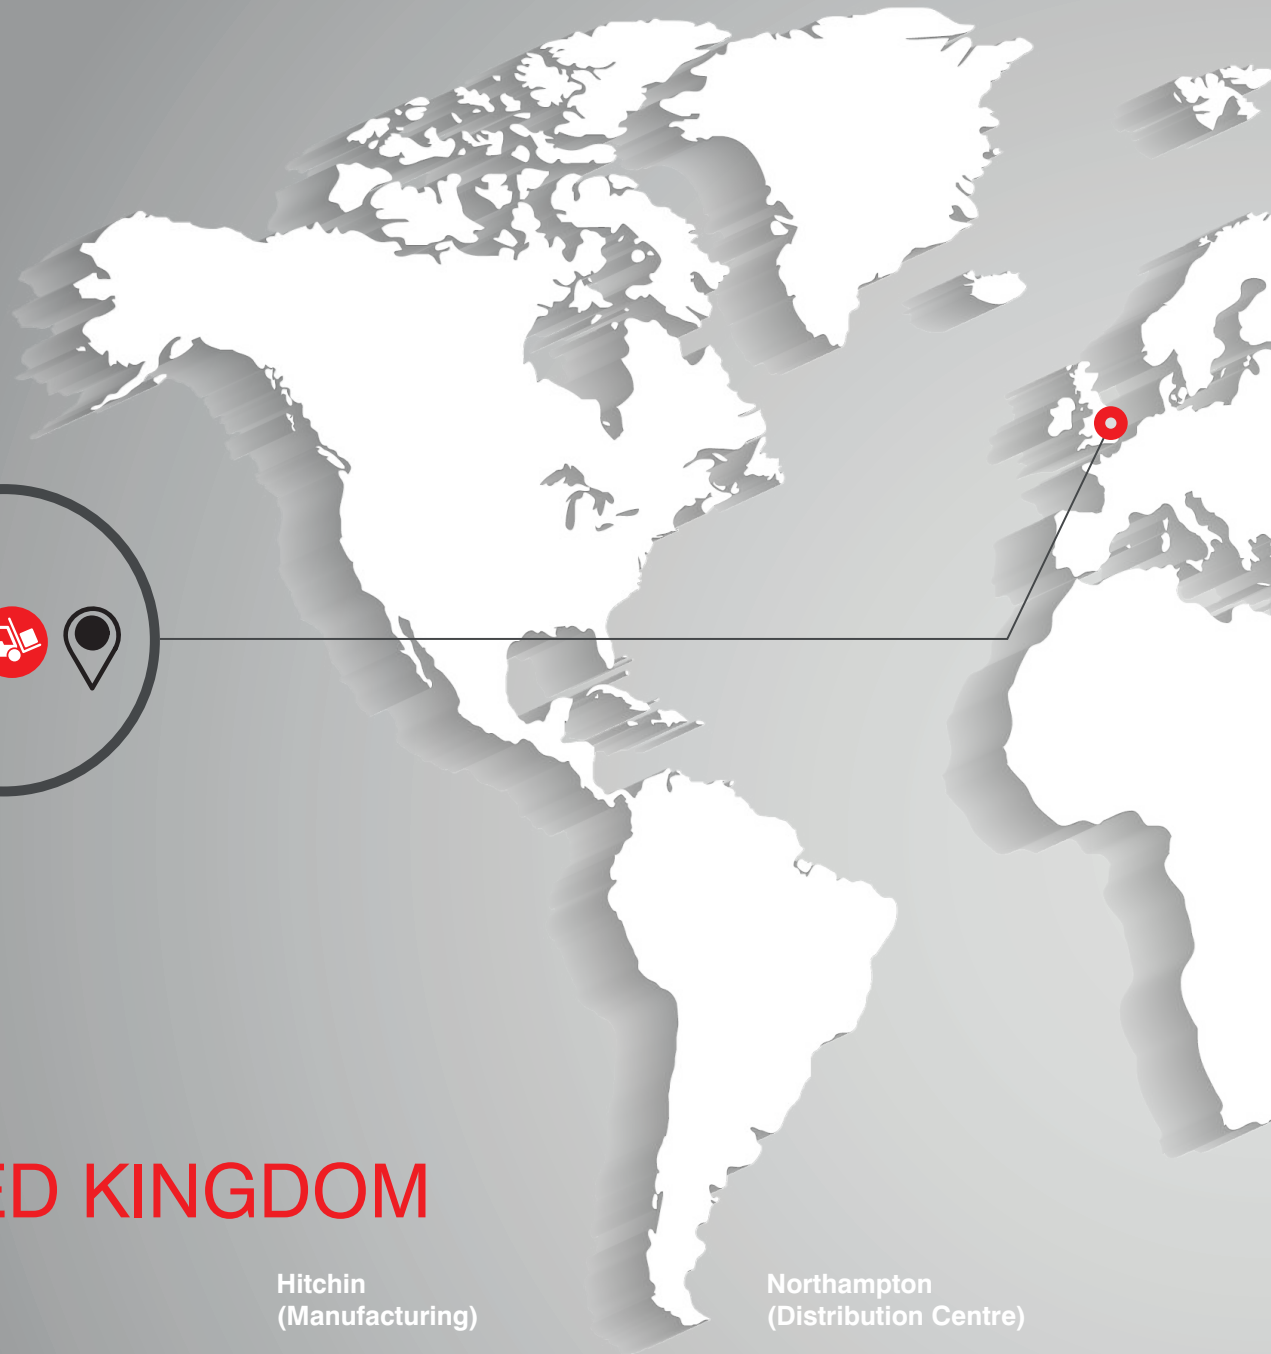 ED KINGDOM
Hitchin
(Manufacturing)
Northampton
(Distribution Centre)